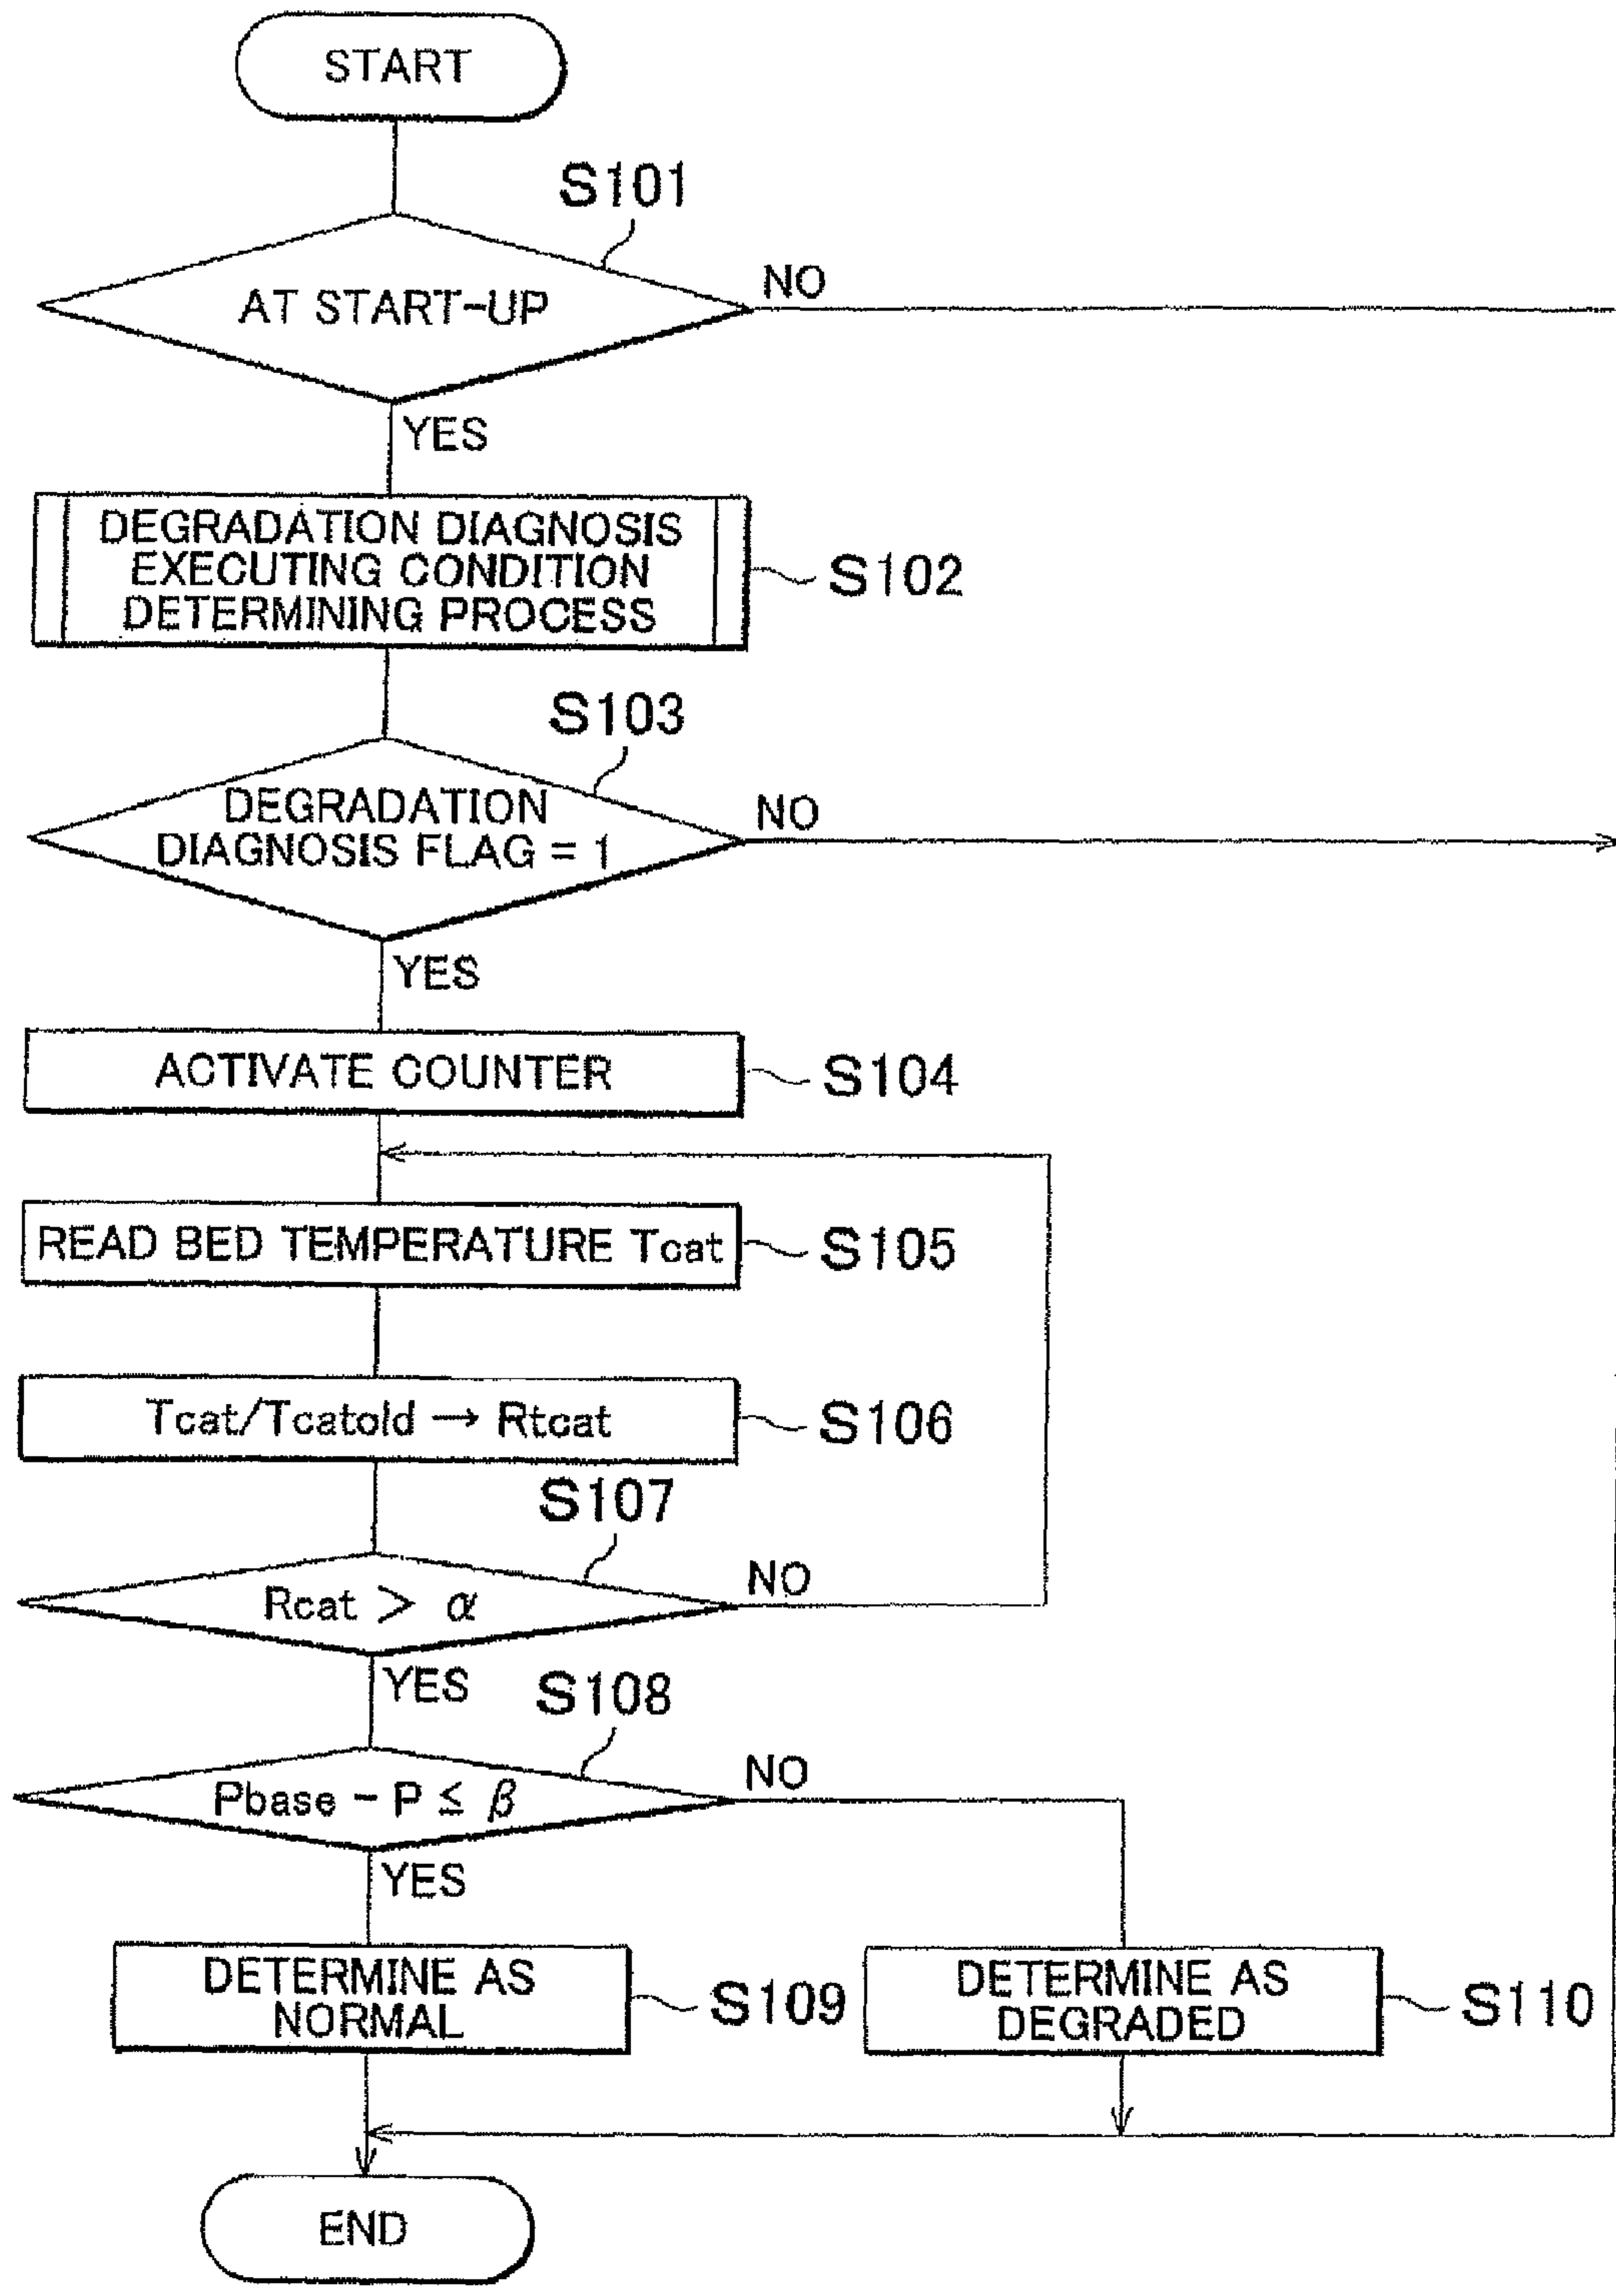 START
S101
AT START-UP
NO
YES
DEGRADATION DIAGNOSIS
EXECUTING CONDITION
DETERMINING PROCESS
S102
S103
DEGRADATION
DIAGNOSIS FLAG = 1
NO
YES
ACTIVATE COUNTER
S104
READ BED TEMPERATURE Tcat
S105
Tcat/Tcatold → Rtcat
S106
S107
Rcat > α
NO
YES
S108
Pbase − P ≤ β
NO
YES
DETERMINE AS
NORMAL
S109
DETERMINE AS
DEGRADED
S110
END